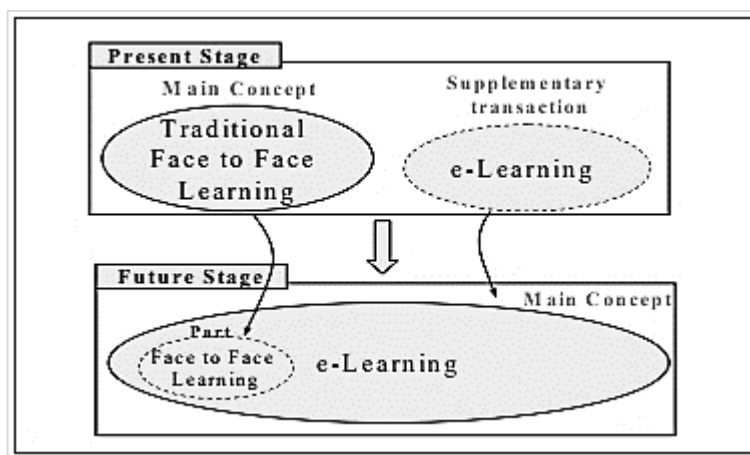 Present Stage
Main Concept
Supplementary
transaction
Traditional
Face to Face
Learning
e-Learning
Future Stage
Main Concept
Part
Face to Face
Learning
e-Learning